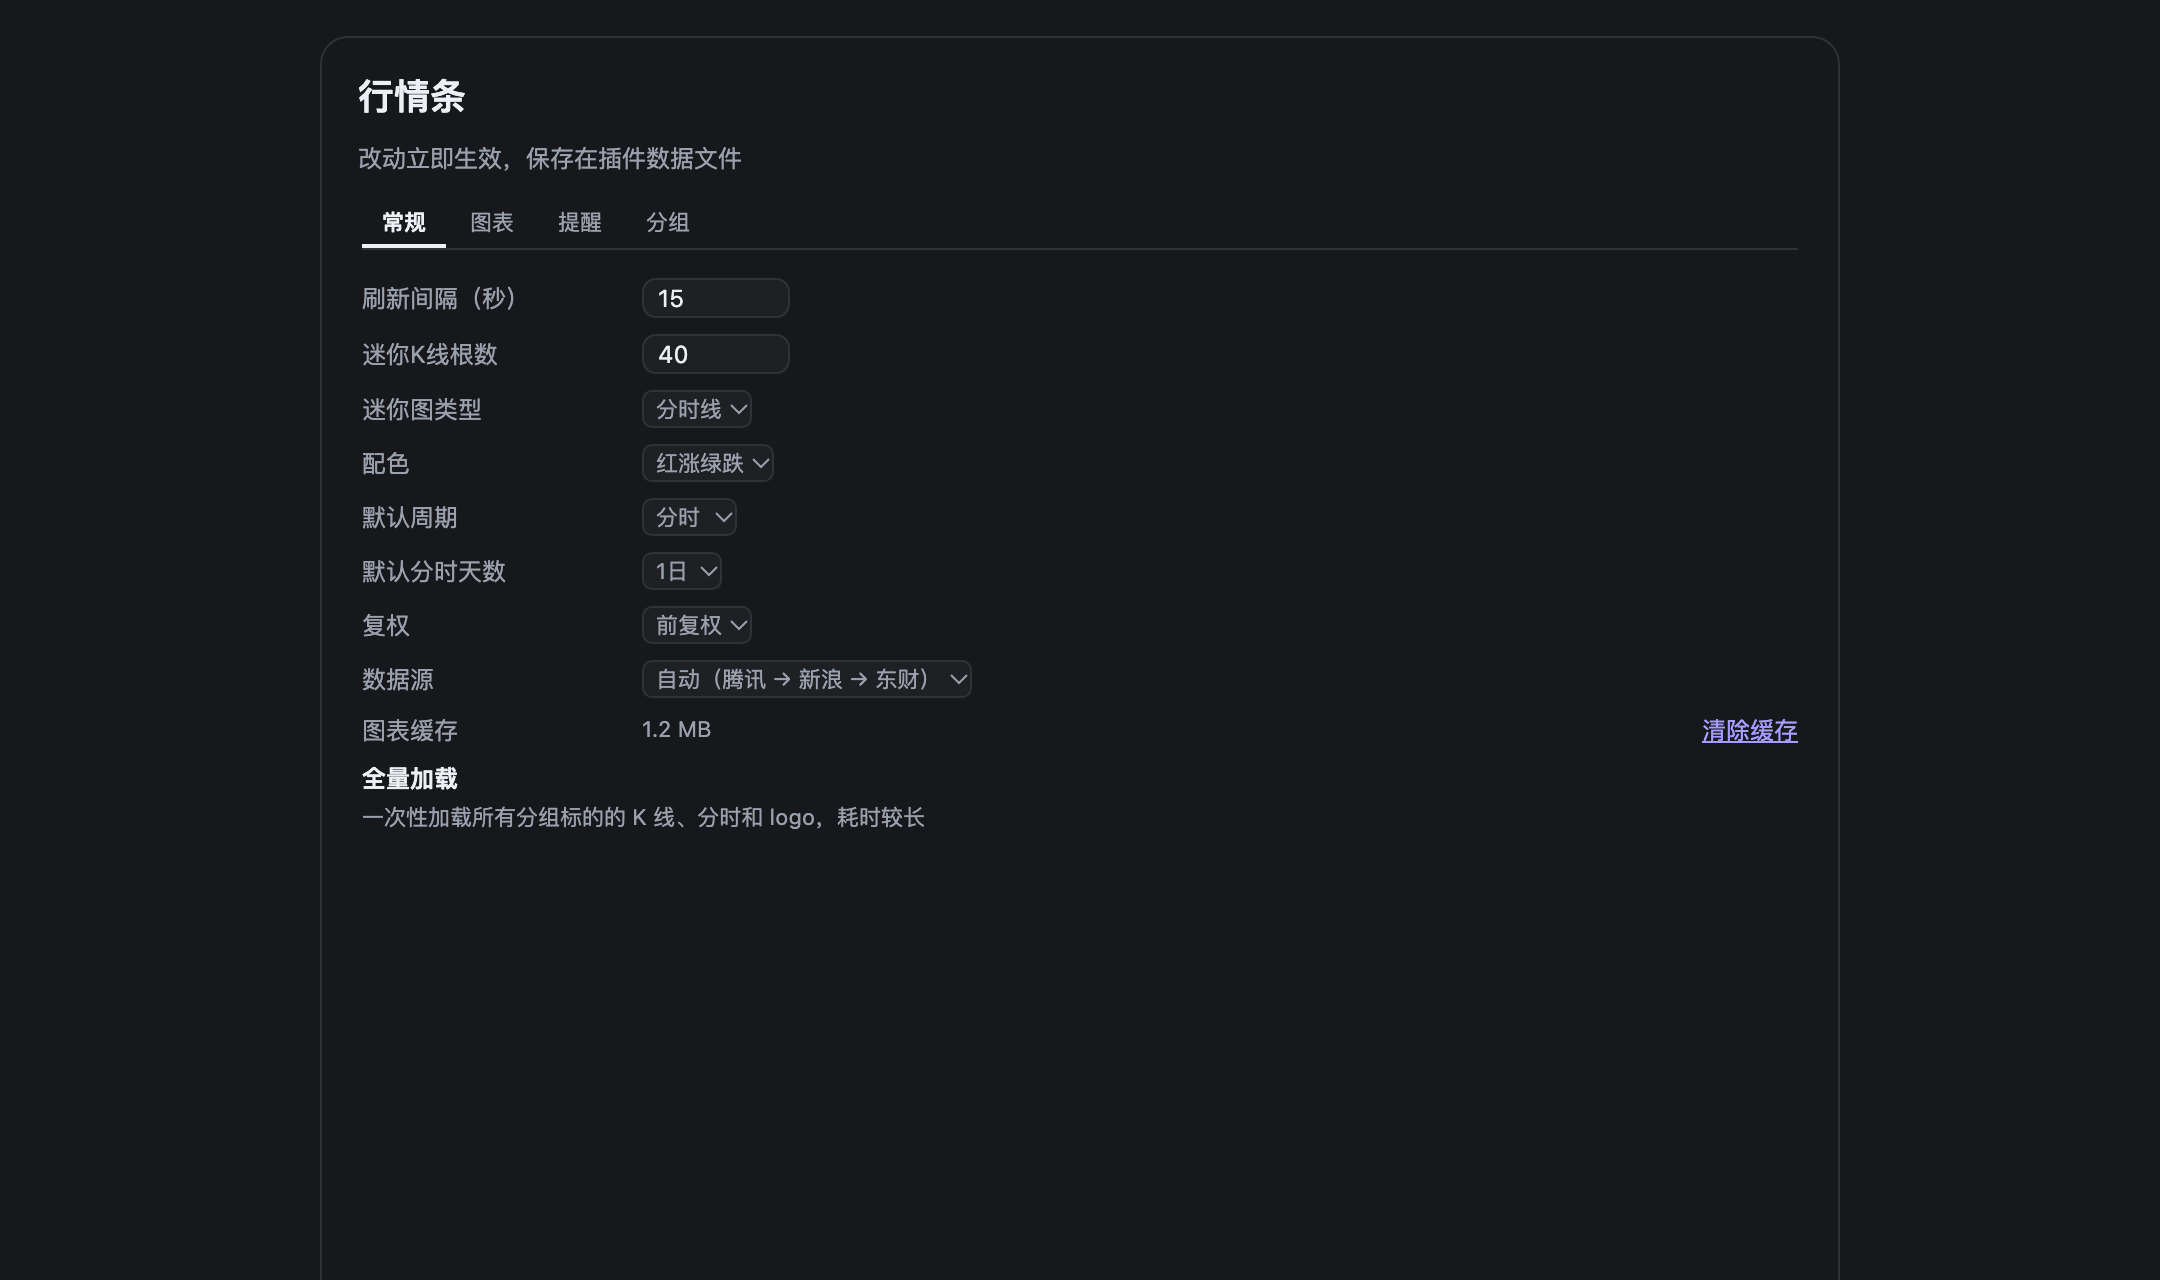 行情条
改动立即生效，保存在插件数据文件
常规 图表 提醒 分组
刷新间隔（秒） 15
迷你K线根数 40
迷你图类型 分时线
配色 红涨绿跌
默认周期 分时
默认分时天数 1日
复权 前复权
数据源 自动（腾讯 → 新浪 → 东财）
图表缓存 1.2 MB 清除缓存
全量加载
一次性加载所有分组标的的 K 线、分时和 logo，耗时较长